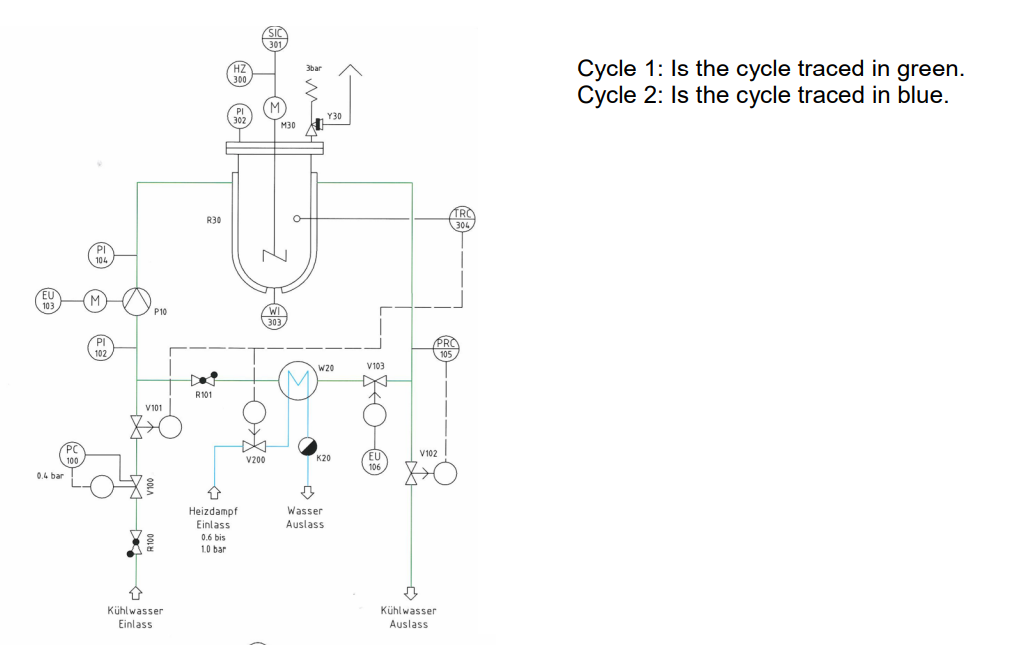 Cycle 1: Is the cycle traced in green.
Cycle 2: Is the cycle traced in blue.
SIC
301
HZ
300
3bar
PI
302
M
M30
Y30
R30
TRC
304
PI
104
EU
103
M
P10
WI
303
PI
102
PRC
105
W20
V103
R101
V101
PC
100
0.4 bar
V100
V200
K20
EU
106
V102
R100
Heizdampf
Einlass
0.6 bis
1.0 bar
Wasser
Auslass
Kühlwasser
Einlass
Kühlwasser
Auslass